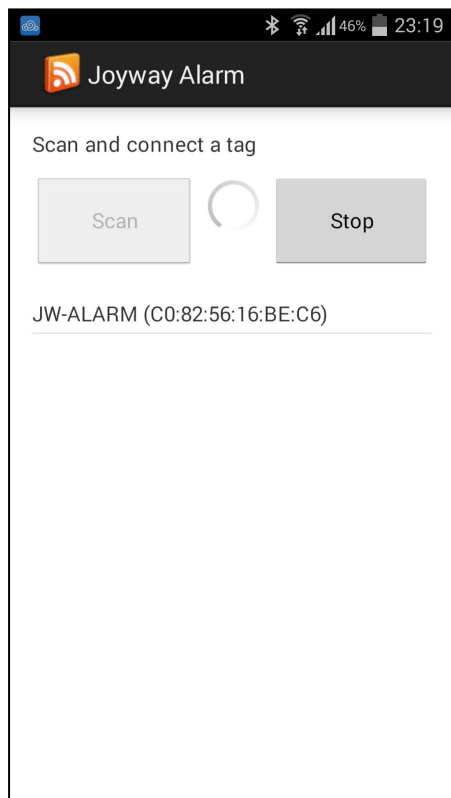 46% 23:19
Joyway Alarm
Scan and connect a tag
Scan Stop
JW-ALARM (C0:82:56:16:BE:C6)